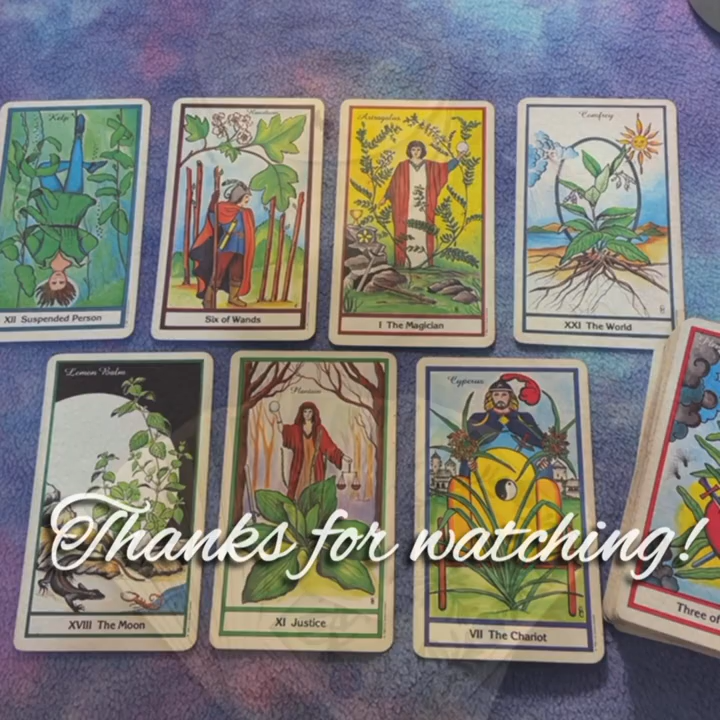 Kelp
XII Suspended Person
Six of Wands
Astragalus
I The Magician
Comfrey
XXI The World
Lemon Balm
XVIII The Moon
Plantain
XI Justice
Cyperus
VII The Chariot
Three of
Thanks for watching!